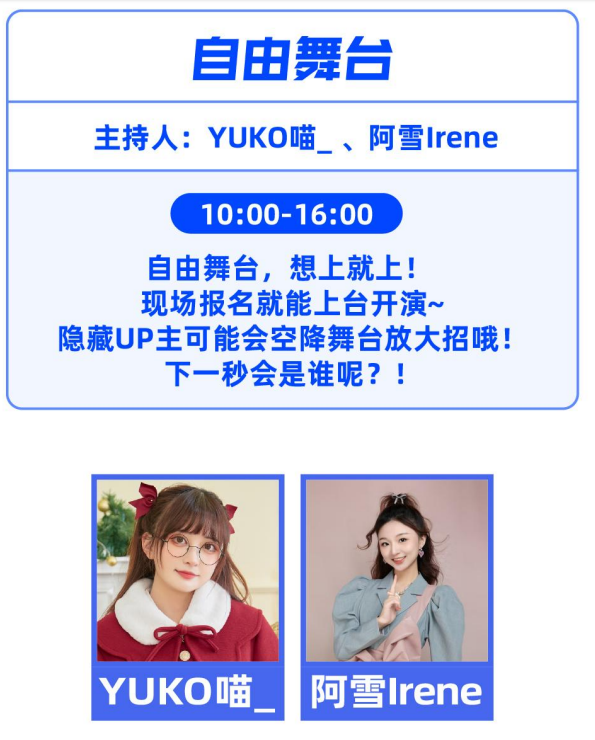 自由舞台
主持人：YUKO喵_ 、阿雪Irene
10:00-16:00
自由舞台，想上就上！
现场报名就能上台开演~
隐藏UP主可能会空降舞台放大招哦！
下一秒会是谁呢？！
YUKO喵_
阿雪Irene